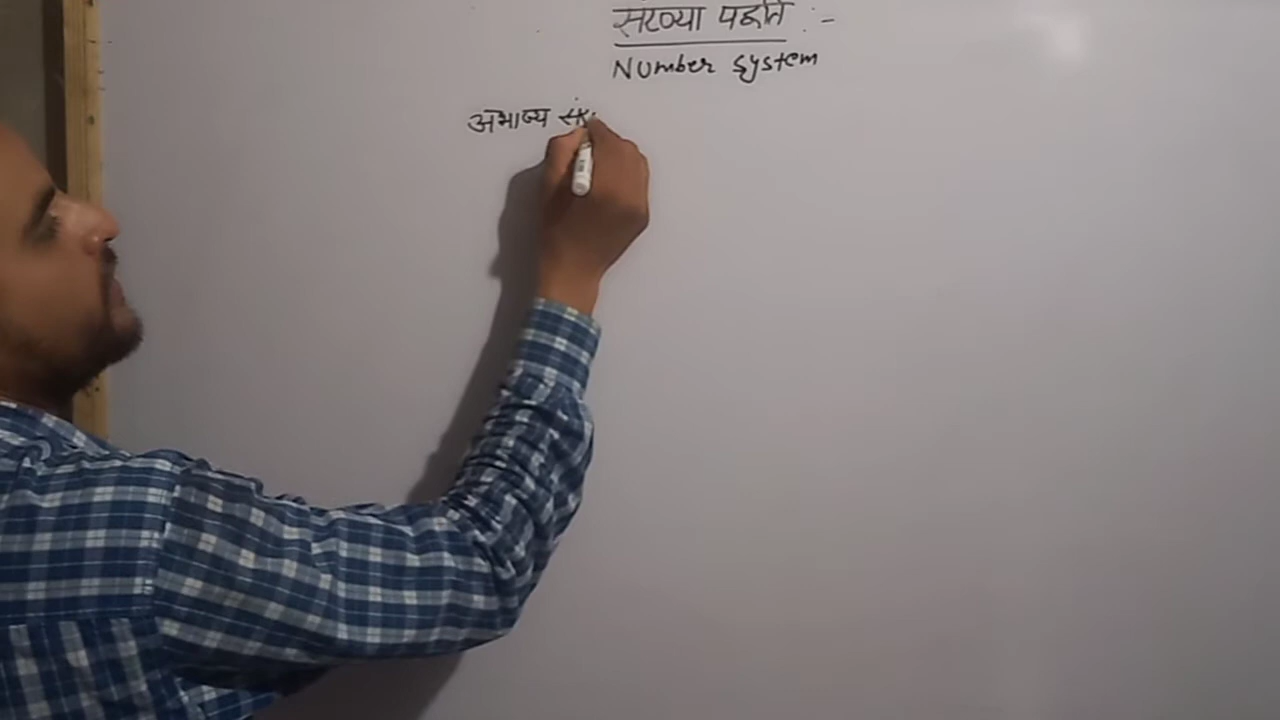 संख्या पद्धति :-
Number System
अभाज्य